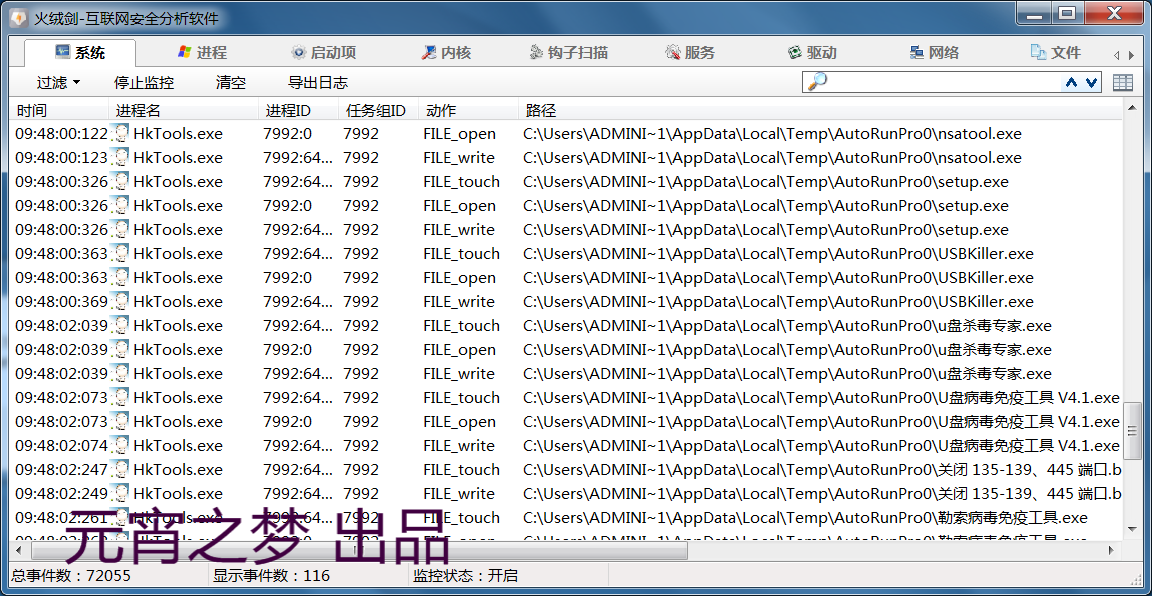 火绒剑-互联网安全分析软件
系统 进程 启动项 内核 钩子扫描 服务 驱动 网络 文件
过滤 停止监控 清空 导出日志
时间 进程名 进程ID 任务组ID 动作 路径
09:48:00:122 HkTools.exe 7992:0 7992 FILE_open C:\Users\ADMINI~1\AppData\Local\Temp\AutoRunPro0\nsatool.exe
09:48:00:123 HkTools.exe 7992:64... 7992 FILE_write C:\Users\ADMINI~1\AppData\Local\Temp\AutoRunPro0\nsatool.exe
09:48:00:326 HkTools.exe 7992:64... 7992 FILE_touch C:\Users\ADMINI~1\AppData\Local\Temp\AutoRunPro0\setup.exe
09:48:00:326 HkTools.exe 7992:0 7992 FILE_open C:\Users\ADMINI~1\AppData\Local\Temp\AutoRunPro0\setup.exe
09:48:00:326 HkTools.exe 7992:64... 7992 FILE_write C:\Users\ADMINI~1\AppData\Local\Temp\AutoRunPro0\setup.exe
09:48:00:363 HkTools.exe 7992:64... 7992 FILE_touch C:\Users\ADMINI~1\AppData\Local\Temp\AutoRunPro0\USBKiller.exe
09:48:00:363 HkTools.exe 7992:0 7992 FILE_open C:\Users\ADMINI~1\AppData\Local\Temp\AutoRunPro0\USBKiller.exe
09:48:00:369 HkTools.exe 7992:64... 7992 FILE_write C:\Users\ADMINI~1\AppData\Local\Temp\AutoRunPro0\USBKiller.exe
09:48:02:039 HkTools.exe 7992:64... 7992 FILE_touch C:\Users\ADMINI~1\AppData\Local\Temp\AutoRunPro0\u盘杀毒专家.exe
09:48:02:039 HkTools.exe 7992:0 7992 FILE_open C:\Users\ADMINI~1\AppData\Local\Temp\AutoRunPro0\u盘杀毒专家.exe
09:48:02:039 HkTools.exe 7992:64... 7992 FILE_write C:\Users\ADMINI~1\AppData\Local\Temp\AutoRunPro0\u盘杀毒专家.exe
09:48:02:073 HkTools.exe 7992:64... 7992 FILE_touch C:\Users\ADMINI~1\AppData\Local\Temp\AutoRunPro0\U盘病毒免疫工具 V4.1.exe
09:48:02:073 HkTools.exe 7992:0 7992 FILE_open C:\Users\ADMINI~1\AppData\Local\Temp\AutoRunPro0\U盘病毒免疫工具 V4.1.exe
09:48:02:074 HkTools.exe 7992:64... 7992 FILE_write C:\Users\ADMINI~1\AppData\Local\Temp\AutoRunPro0\U盘病毒免疫工具 V4.1.exe
09:48:02:247 HkTools.exe 7992:64... 7992 FILE_touch C:\Users\ADMINI~1\AppData\Local\Temp\AutoRunPro0\关闭 135-139、445 端口.b
09:48:02:249 HkTools.exe 7992:64... 7992 FILE_write C:\Users\ADMINI~1\AppData\Local\Temp\AutoRunPro0\关闭 135-139、445 端口.b
09:48:02:261 HkTools.exe 7992:64... 7992 FILE_touch C:\Users\ADMINI~1\AppData\Local\Temp\AutoRunPro0\勒索病毒免疫工具.exe
元宵之梦 出品
总事件数：72055 显示事件数：116 监控状态：开启